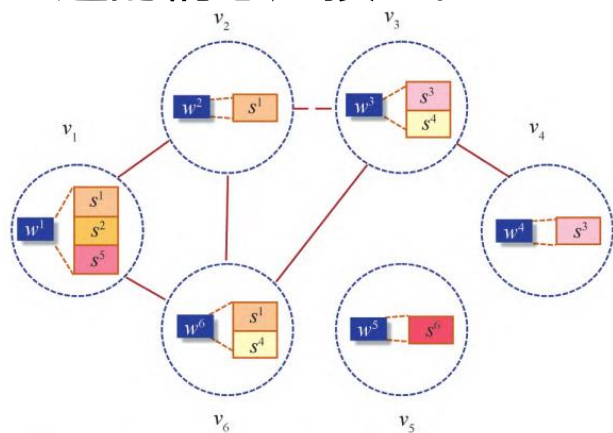 v₂
v₃
w² s¹
w³ s³
s⁴
v₁
v₄
w¹ s¹
s²
s⁵
w⁴ s³
w⁶ s¹
s⁴
w⁵ s⁶
v₆
v₅